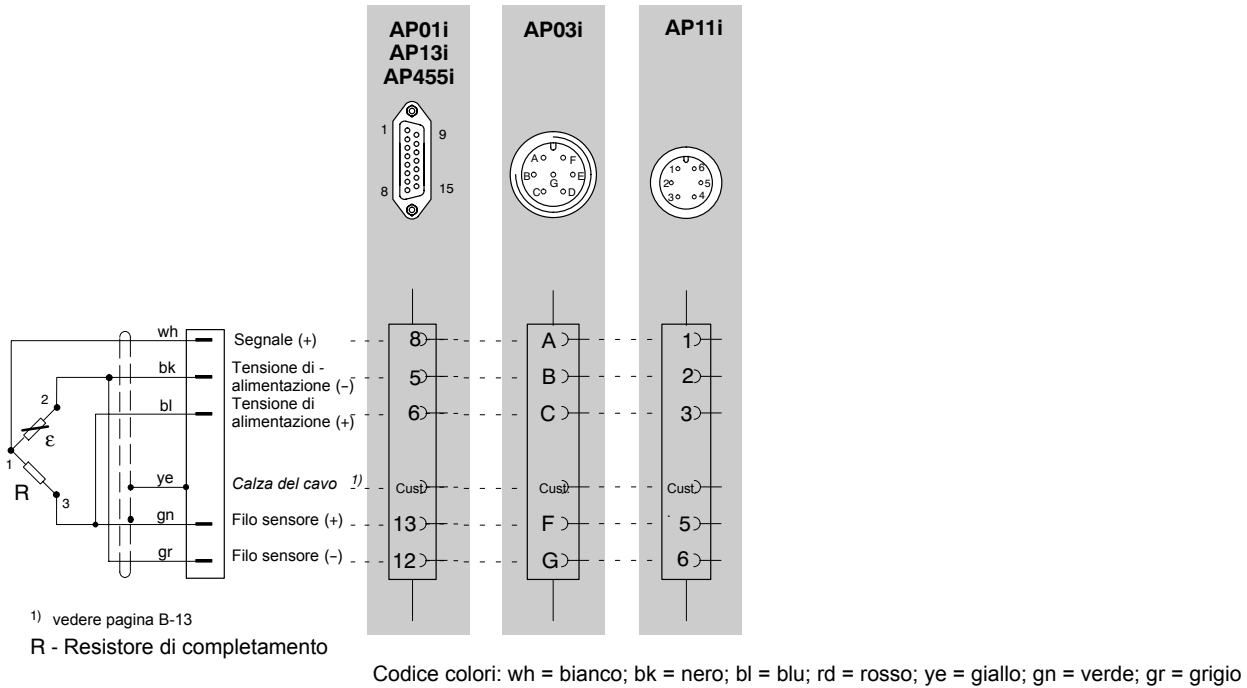 AP01i
AP13i
AP455i
AP03i
AP11i
1
9
8
15
A
F
B
E
G
C
D
1
6
2
5
3
4
wh
Segnale (+)
8
A
1
bk
Tensione di -
alimentazione (−)
5
B
2
bl
Tensione di
alimentazione (+)
6
C
3
2
ε
1
R
3
ye
Calza del cavo 1)
Cust.
Cust.
Cust.
gn
Filo sensore (+)
13
F
5
gr
Filo sensore (−)
12
G
6
1) vedere pagina B-13
R - Resistore di completamento
Codice colori: wh = bianco; bk = nero; bl = blu; rd = rosso; ye = giallo; gn = verde; gr = grigio